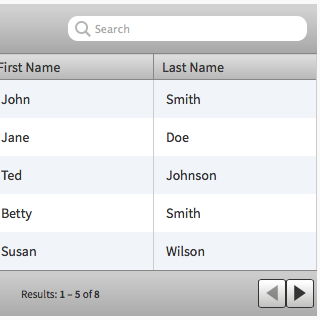 Search
First Name Last Name
John Smith
Jane Doe
Ted Johnson
Betty Smith
Susan Wilson
Results: 1 – 5 of 8